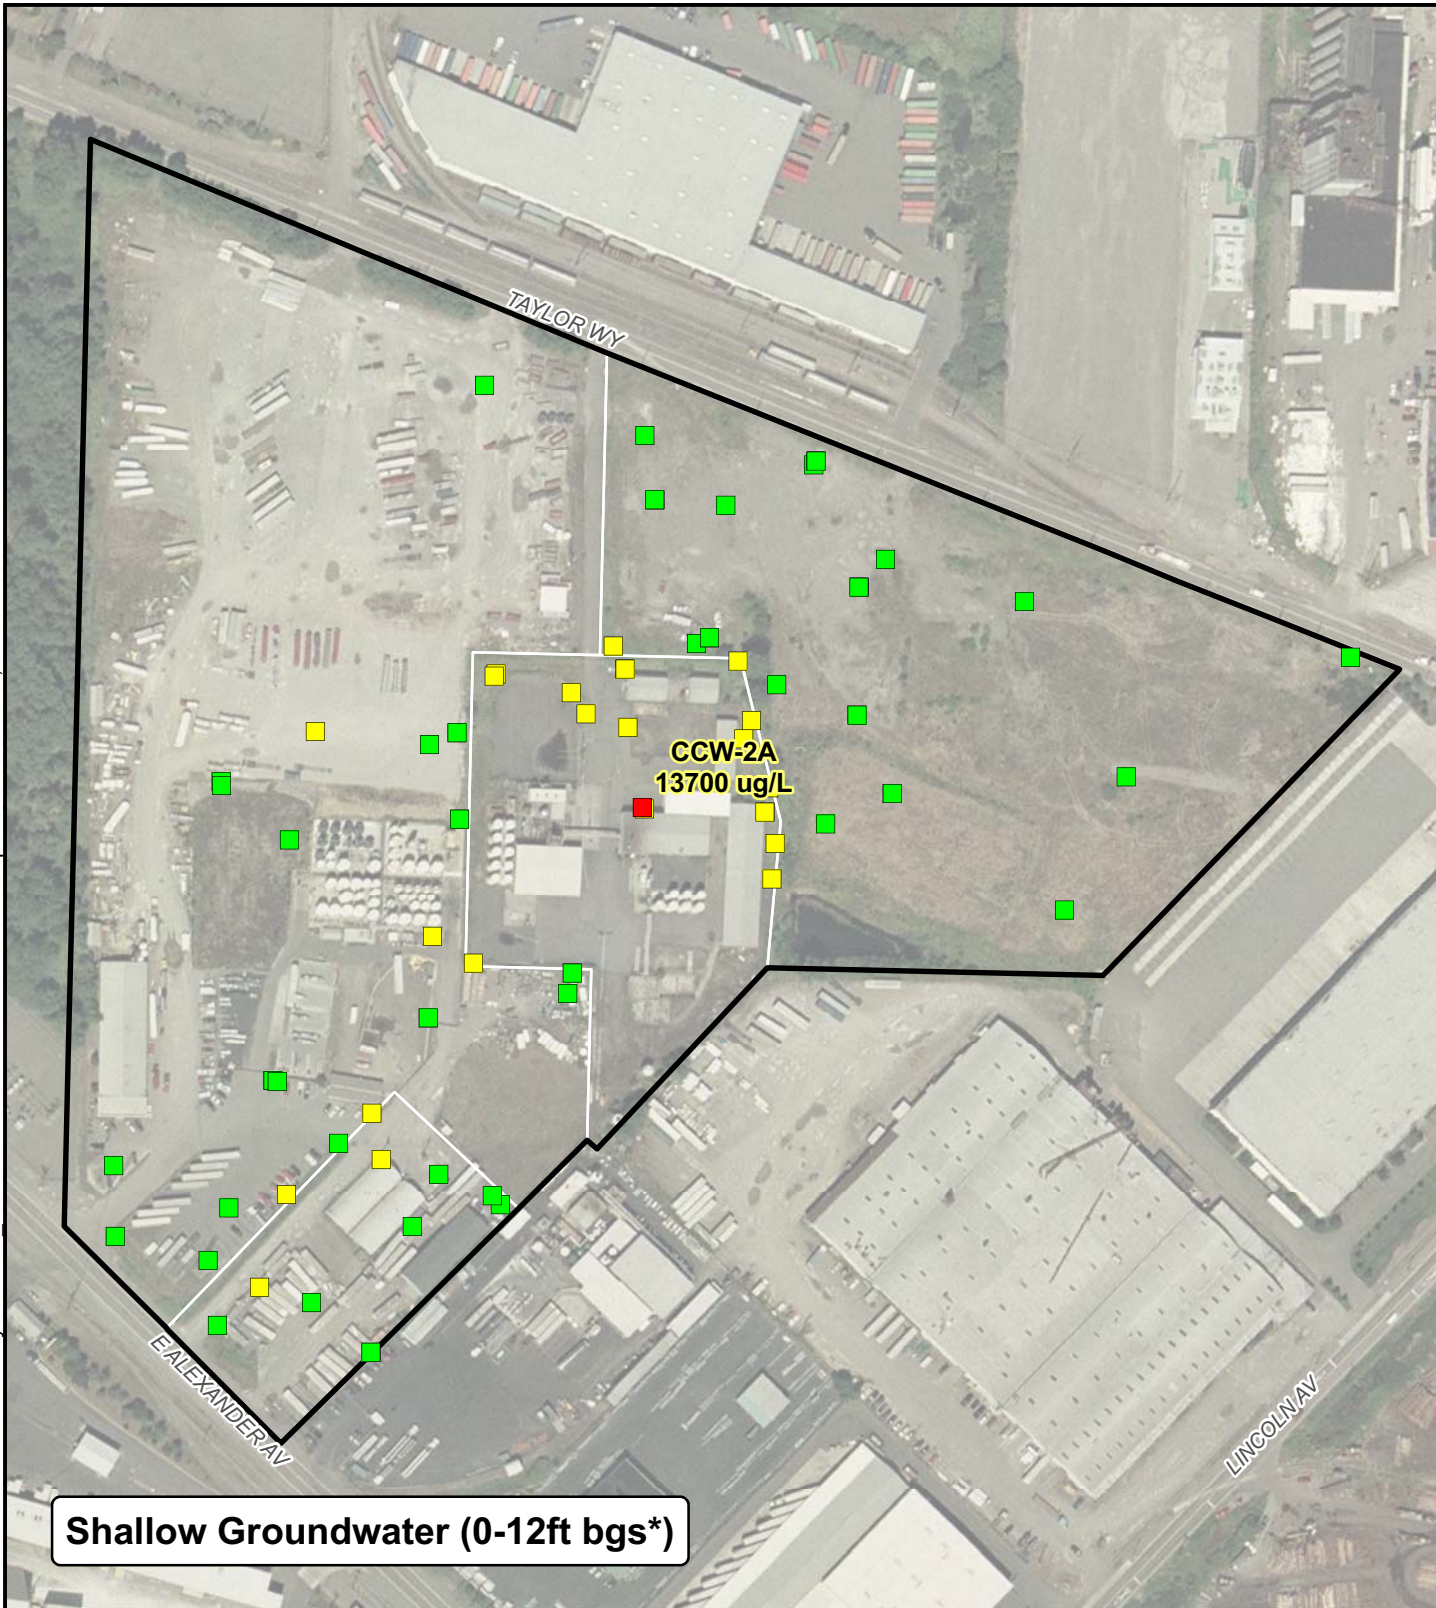 TAYLOR WY
CCW-2A
13700 ug/L
E ALEXANDER AV
LINCOLN AV
Shallow Groundwater (0-12ft bgs*)